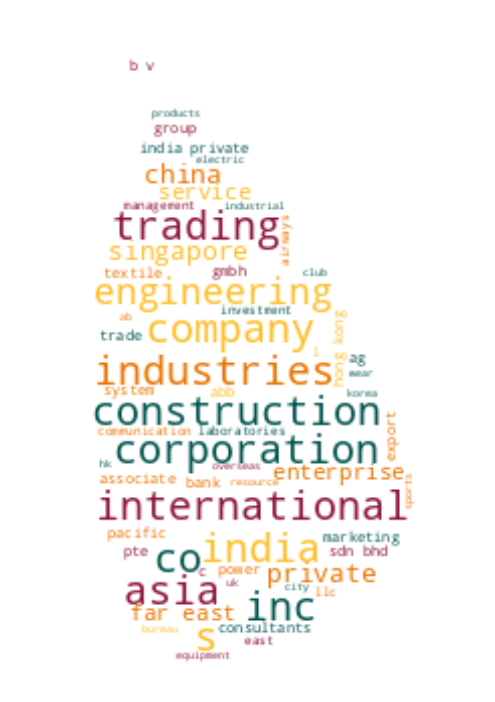 b v
products
group
india private
electric
china
service
management industrial
trading
airways
singapore
textile gmbh club
engineering
investment
ab
hong kong
trade company
l
ag
industries
wear
system abb korea
construction
export
communication laboratories
corporation
hk overseas
enterprise
associate bank resource
sports
international
pacific
india
marketing
pte co sdn bhd
c power private
uk
asia city llc
far east inc
bureau s consultants
east
equipment